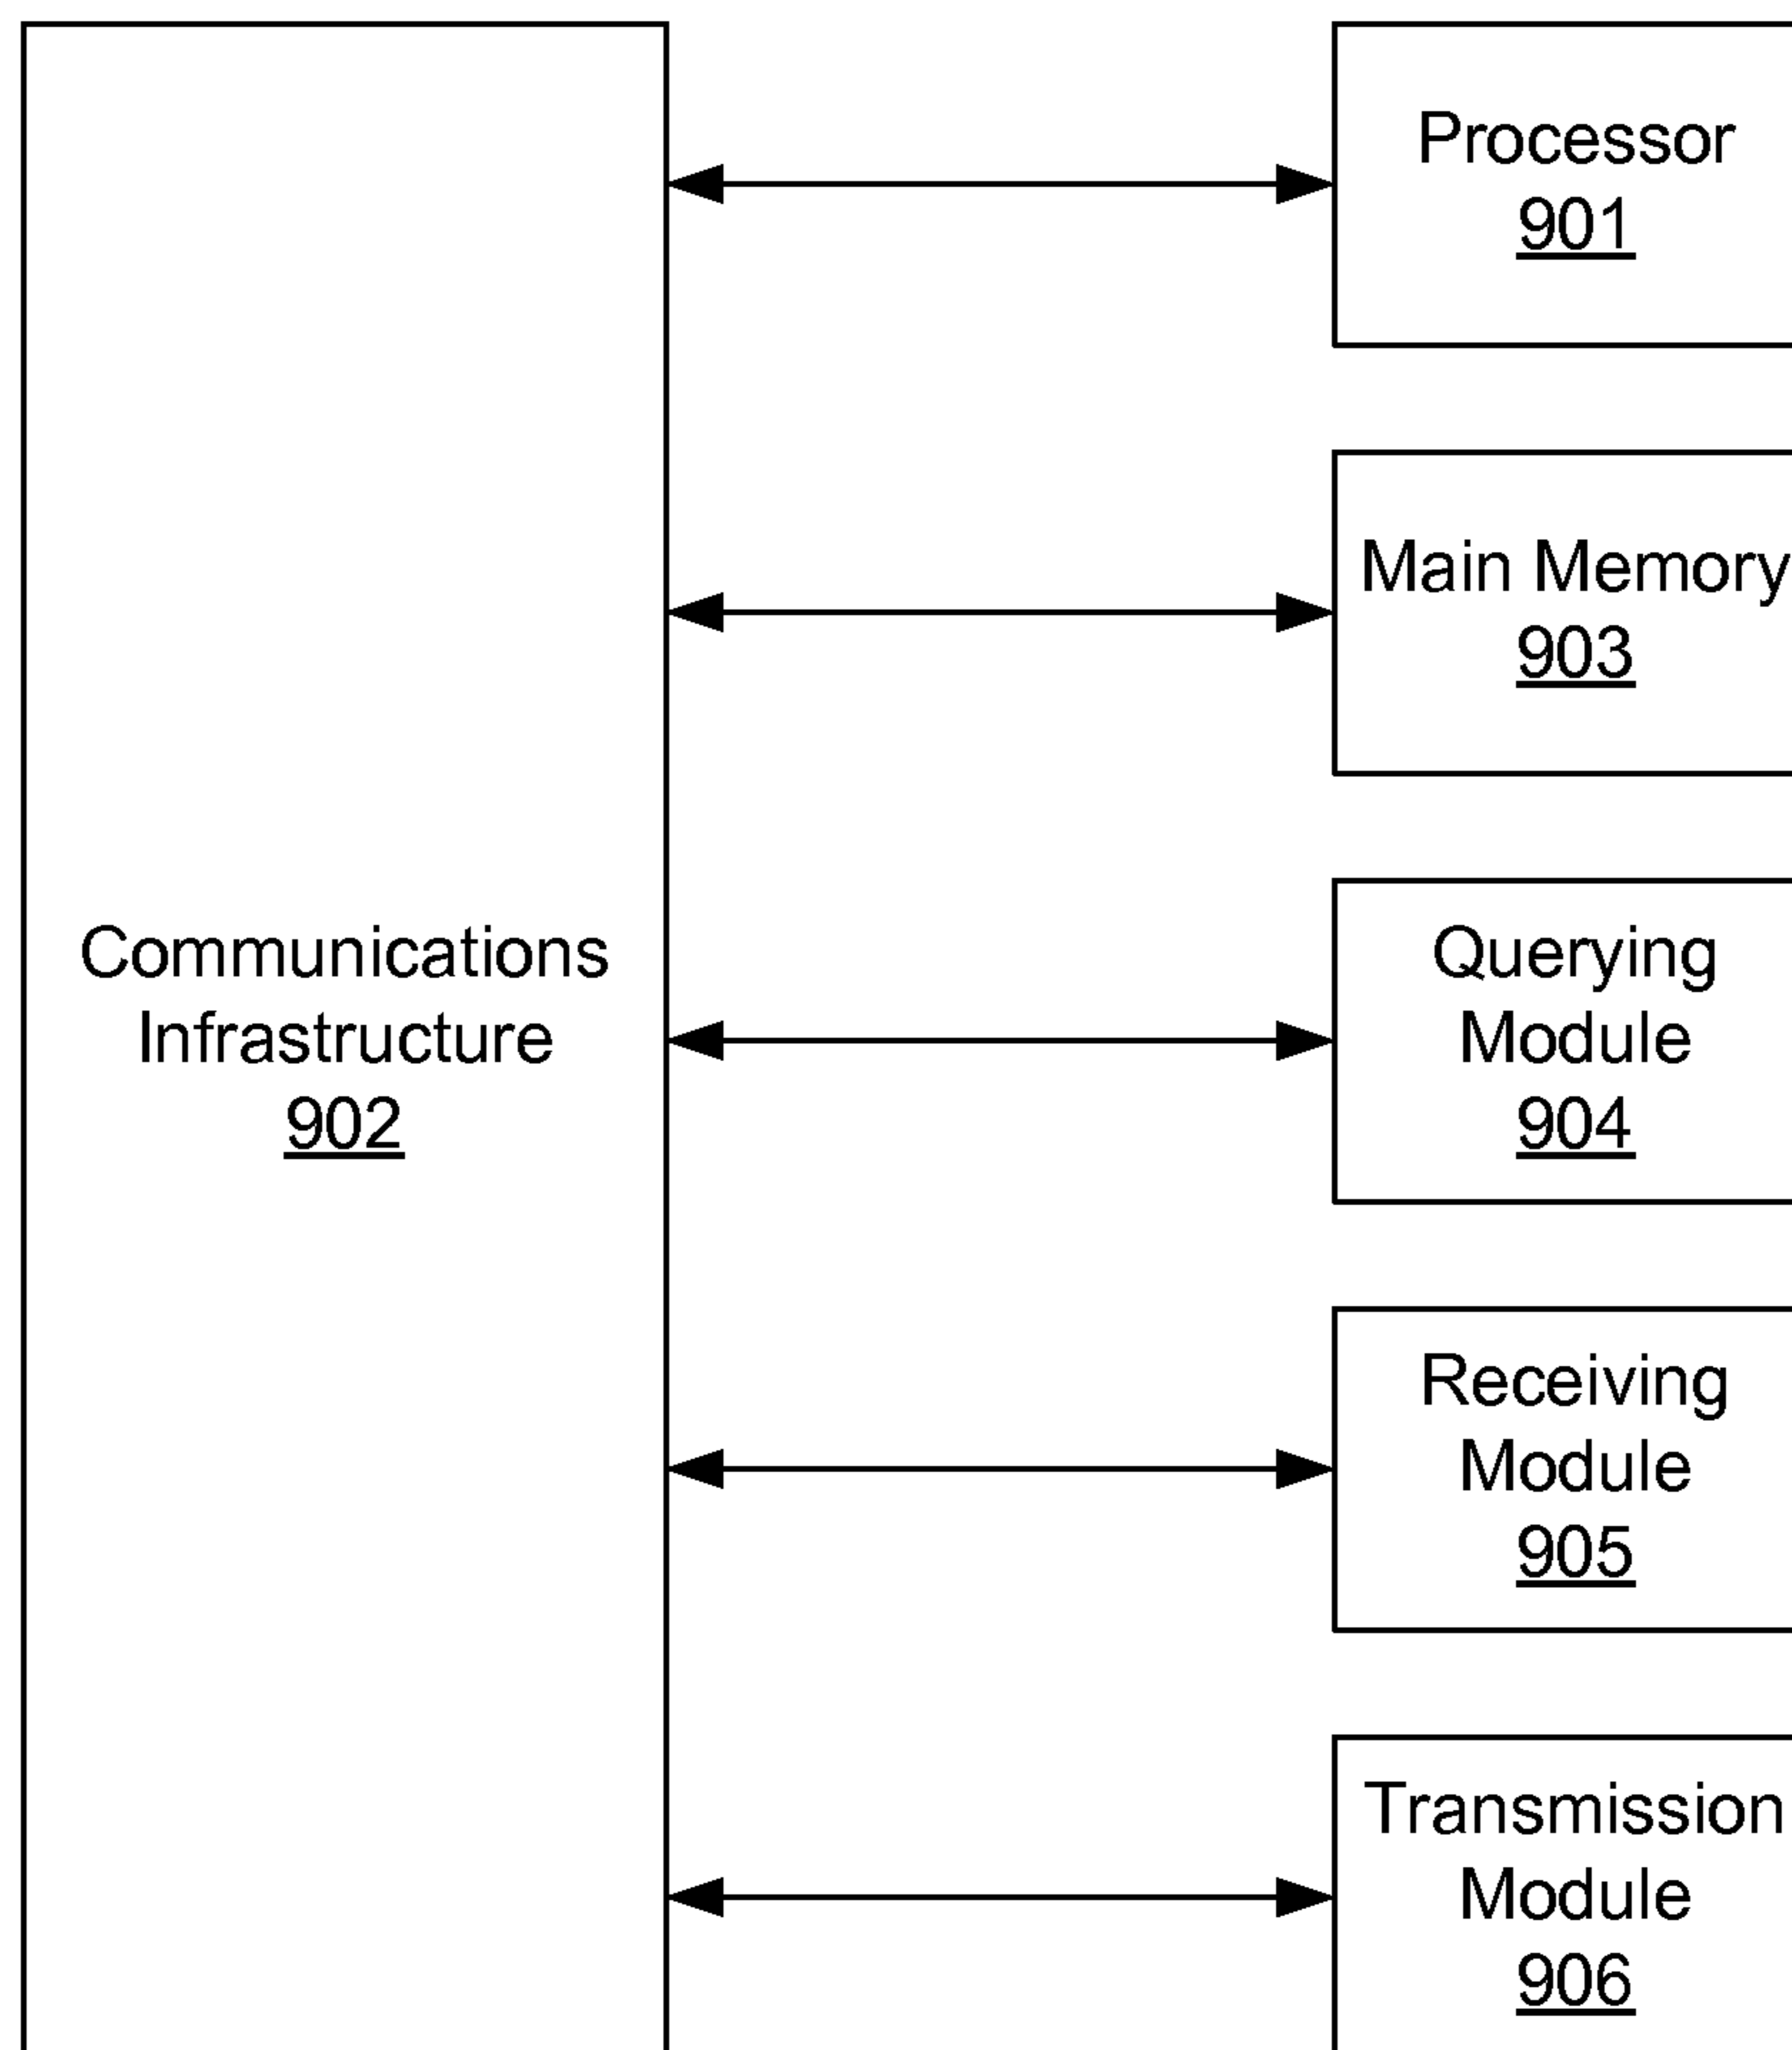 Processor
901
Main Memory
903
Communications
Infrastructure
902
Querying
Module
904
Receiving
Module
905
Transmission
Module
906